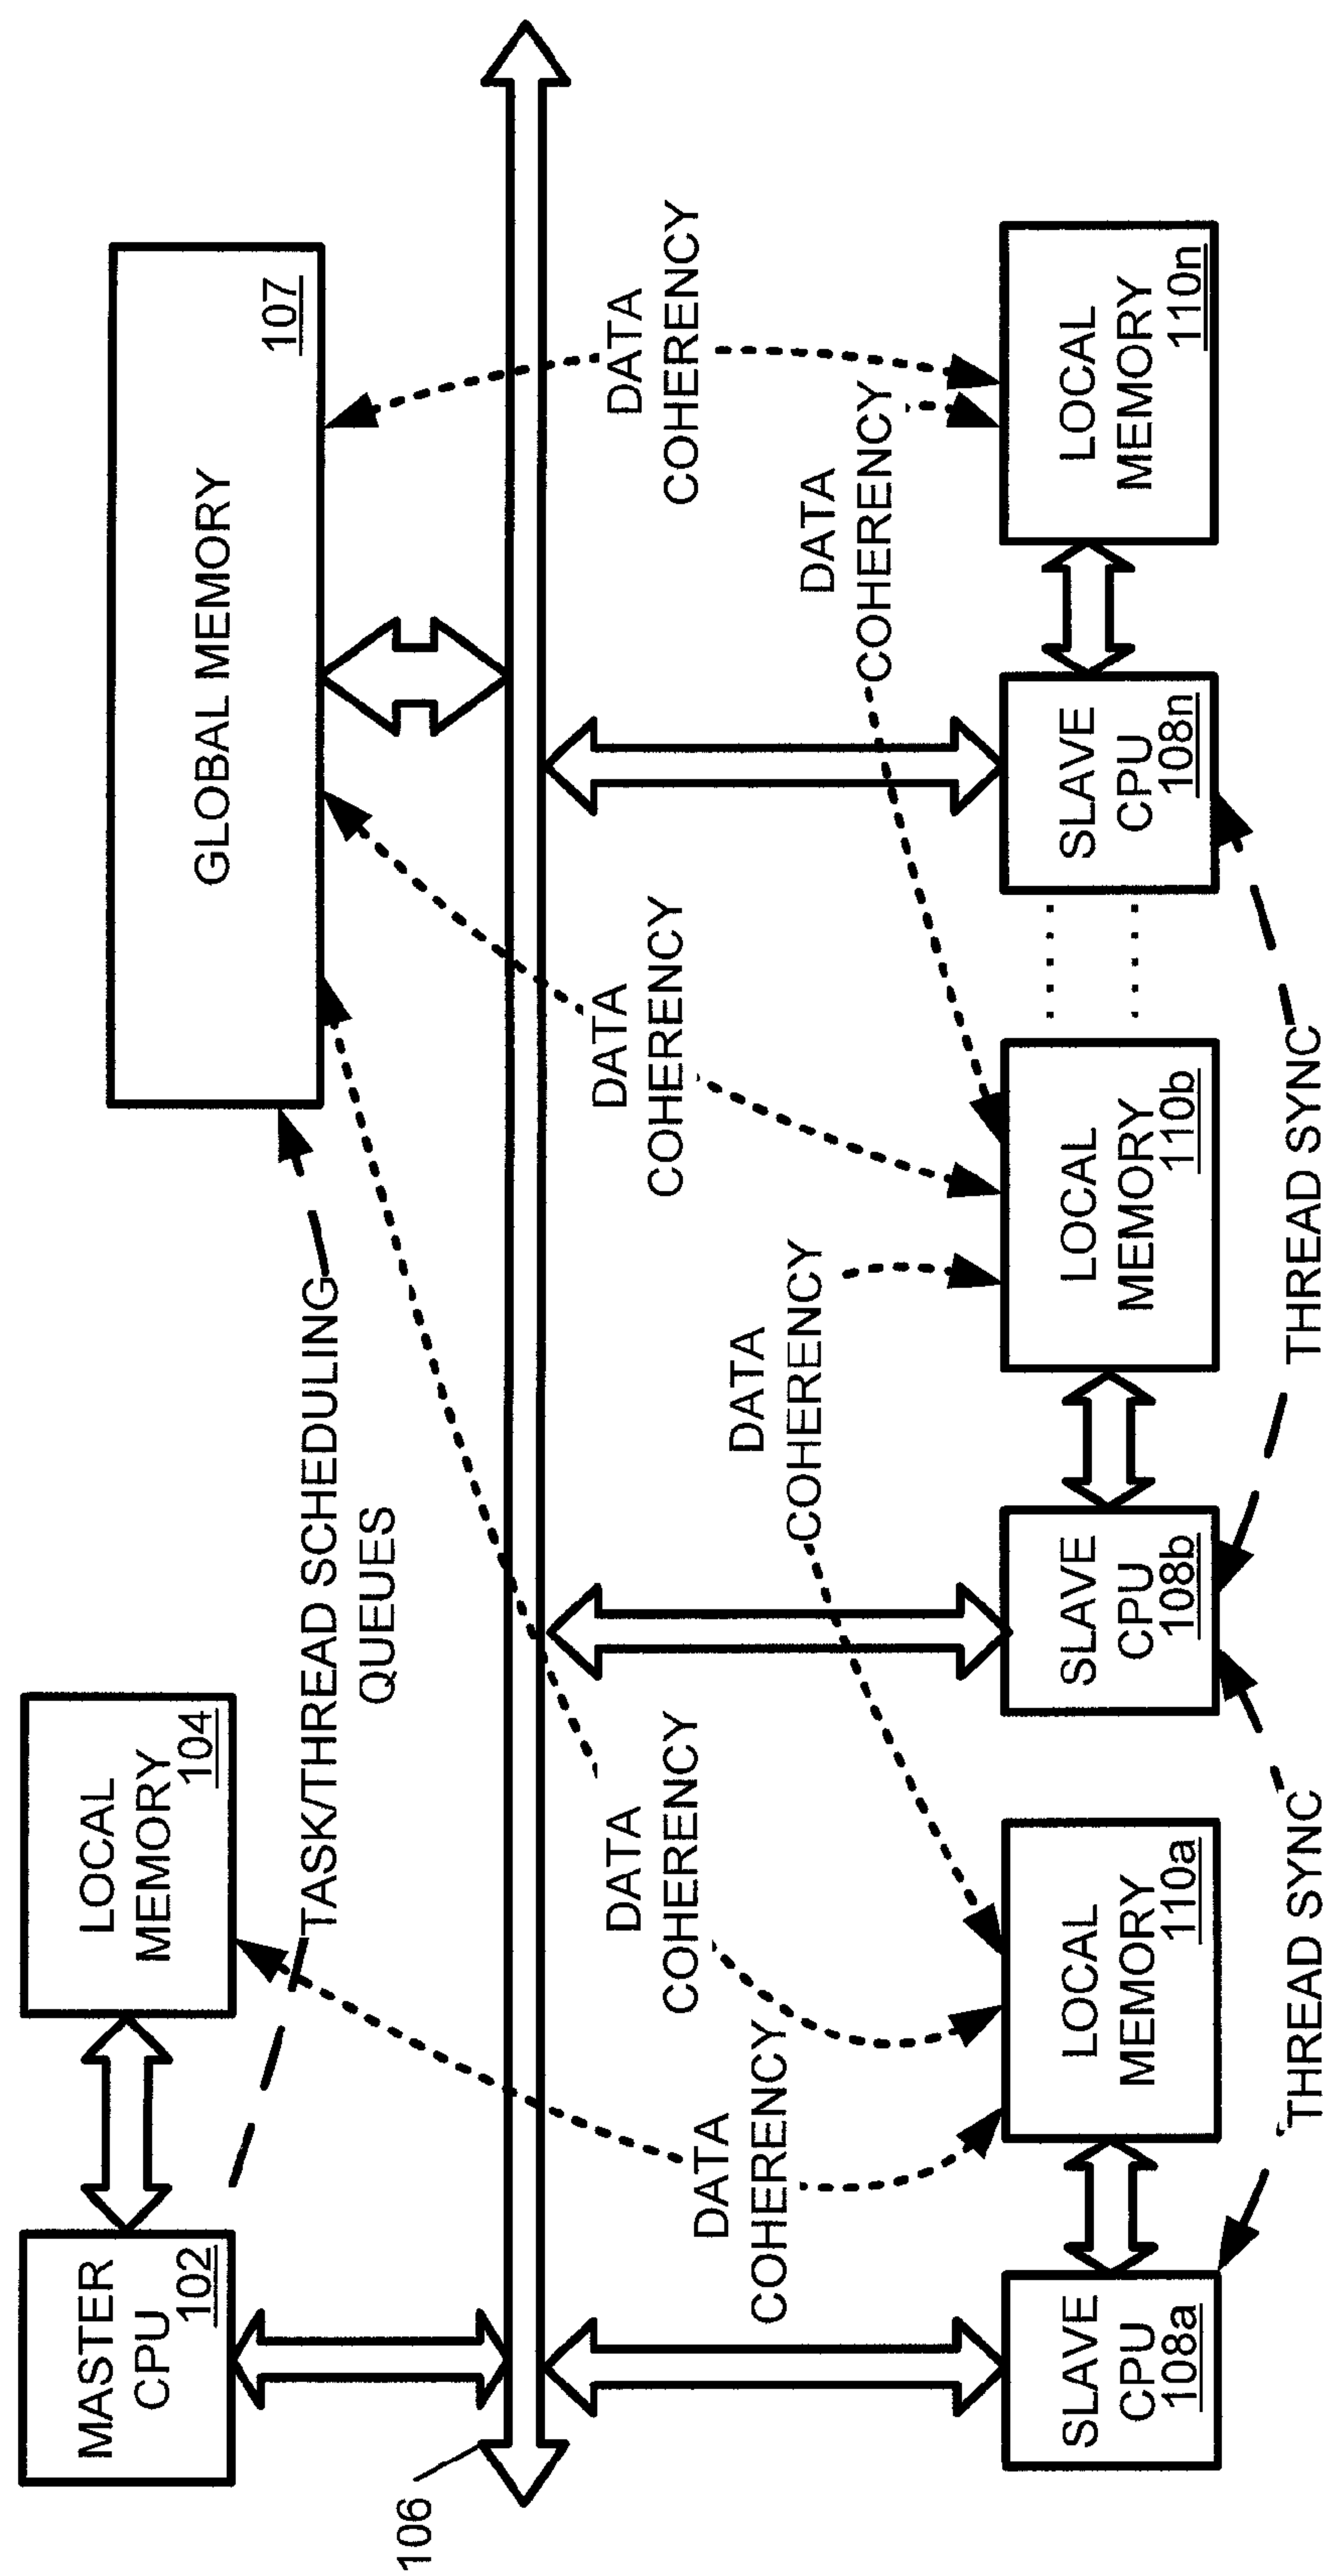 MASTER
CPU
102
LOCAL
MEMORY
104
GLOBAL MEMORY
107
TASK/THREAD SCHEDULING
QUEUES
106
DATA
COHERENCY
DATA
COHERENCY
DATA
COHERENCY
DATA
COHERENCY
DATA
COHERENCY
DATA
COHERENCY
SLAVE
CPU
108a
LOCAL
MEMORY
110a
SLAVE
CPU
108b
LOCAL
MEMORY
110b
SLAVE
CPU
108n
LOCAL
MEMORY
110n
THREAD SYNC
THREAD SYNC